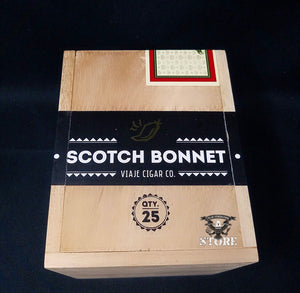 • SCOTCH BONNET •
VIAJE CIGAR CO.
QTY.
25
STORE